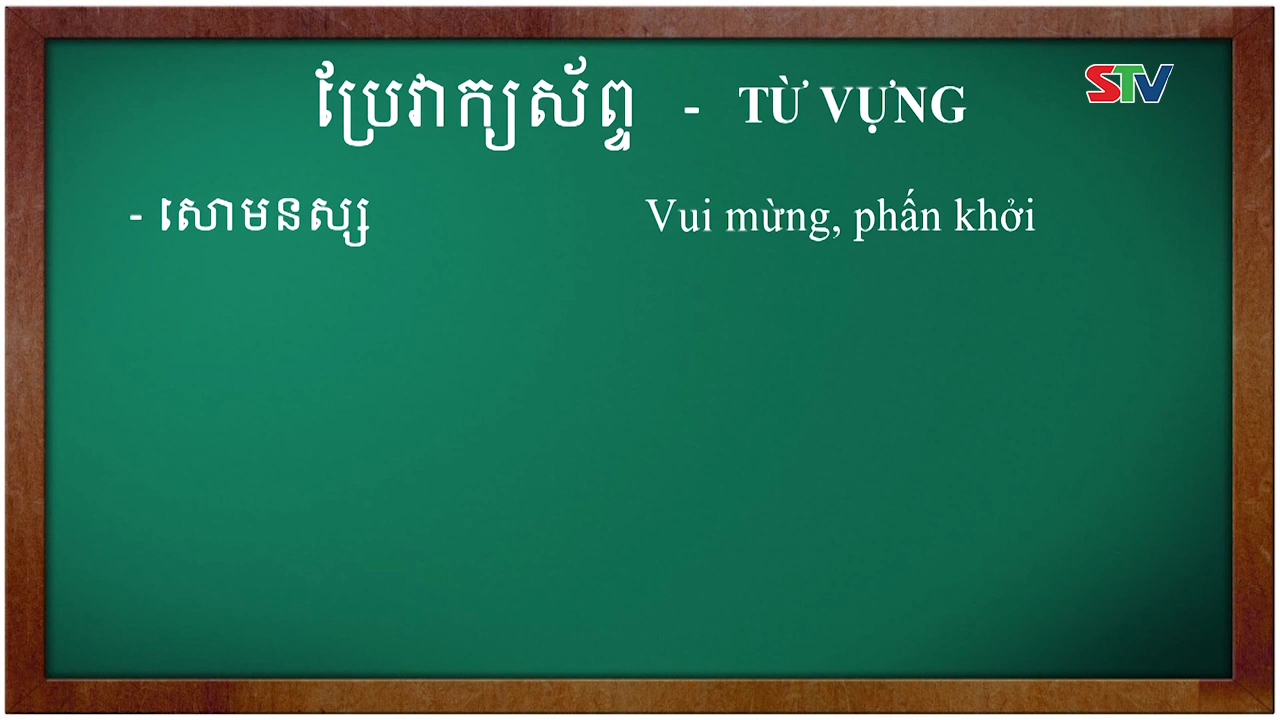 ប្រែវាក្យស័ព្ទ - TỪ VỰNG
STV
- សោមនស្ស Vui mừng, phấn khởi